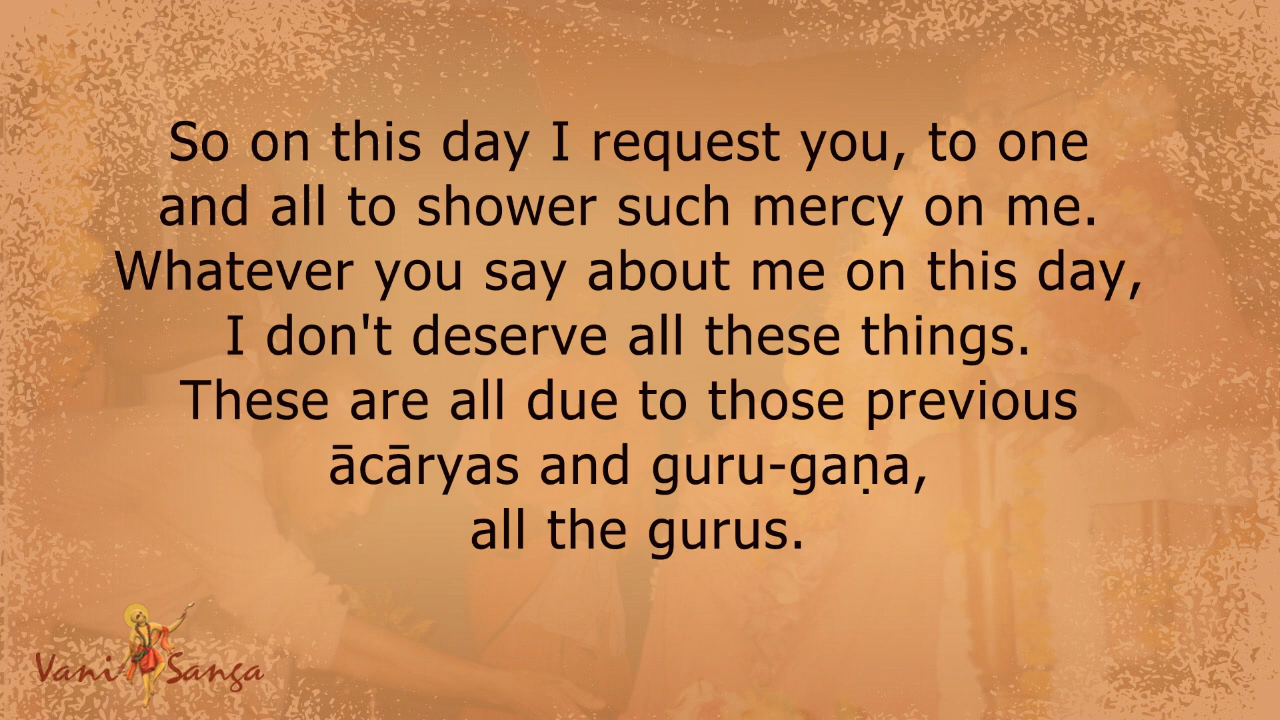 So on this day I request you, to one
and all to shower such mercy on me.
Whatever you say about me on this day,
I don't deserve all these things.
These are all due to those previous
ācāryas and guru-gaṇa,
all the gurus.
Vani Sanga